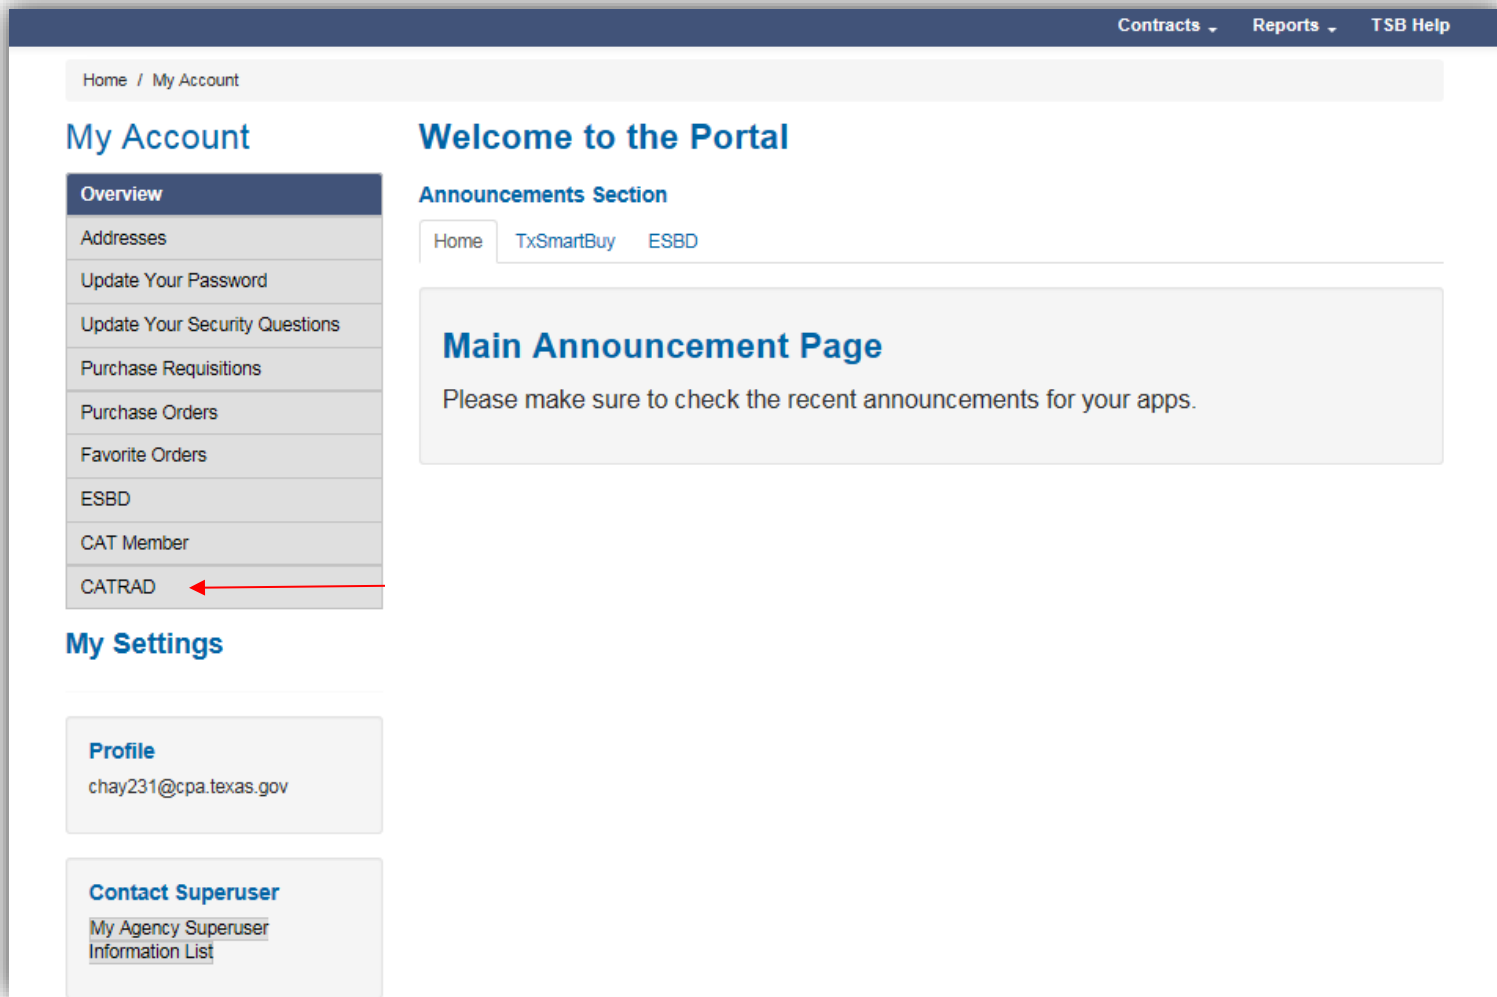 Contracts Reports TSB Help
Home / My Account
My Account
Overview
Addresses
Update Your Password
Update Your Security Questions
Purchase Requisitions
Purchase Orders
Favorite Orders
ESBD
CAT Member
CATRAD
My Settings
Profile
chay231@cpa.texas.gov
Contact Superuser
My Agency Superuser
Information List
Welcome to the Portal
Announcements Section
Home TxSmartBuy ESBD
Main Announcement Page
Please make sure to check the recent announcements for your apps.